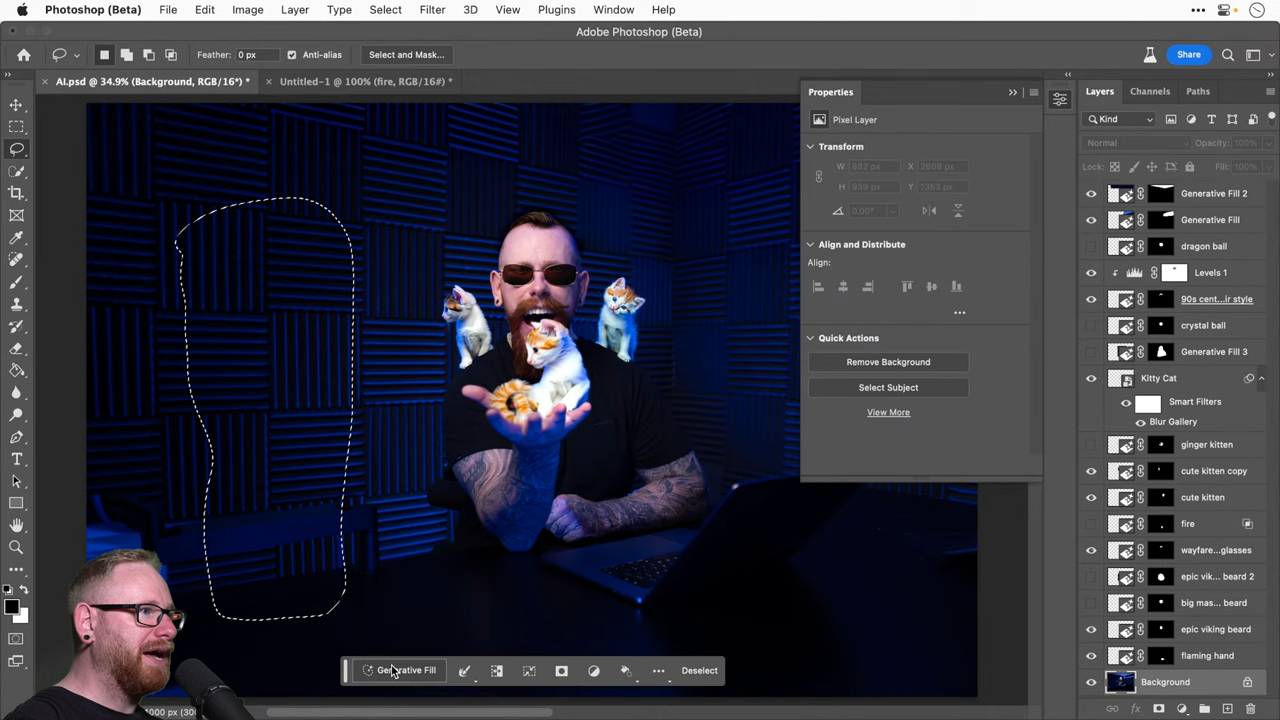 Photoshop (Beta) File Edit Image Layer Type Select Filter 3D View Plugins Window Help
Adobe Photoshop (Beta)
Feather: 0 px Anti-alias Select and Mask... Share
AI.psd @ 34.9% (Background, RGB/16*) * Untitled-1 @ 100% (fire, RGB/16#) *
Properties
Pixel Layer
Transform
W 882 px X 2608 px
H 939 px Y 1353 px
0.00°
Align and Distribute
Align:
Quick Actions
Remove Background
Select Subject
View More
Layers Channels Paths
Kind
Normal Opacity: 100%
Lock: Fill: 100%
Generative Fill 2
Generative Fill
dragon ball
Levels 1
90s cent...ir style
crystal ball
Generative Fill 3
Kitty Cat
Smart Filters
Blur Gallery
ginger kitten
cute kitten copy
cute kitten
fire
wayfare...glasses
epic vik... beard 2
big mas... beard
epic viking beard
flaming hand
Background
Generative Fill Deselect